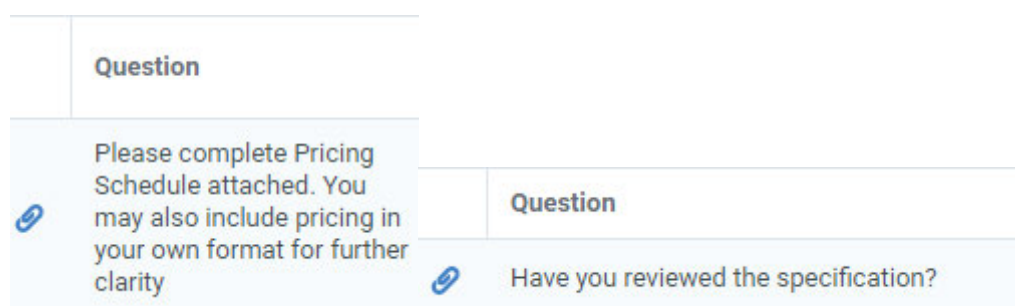 Question
Please complete Pricing
Schedule attached. You
may also include pricing in
your own format for further
clarity
Question
Have you reviewed the specification?